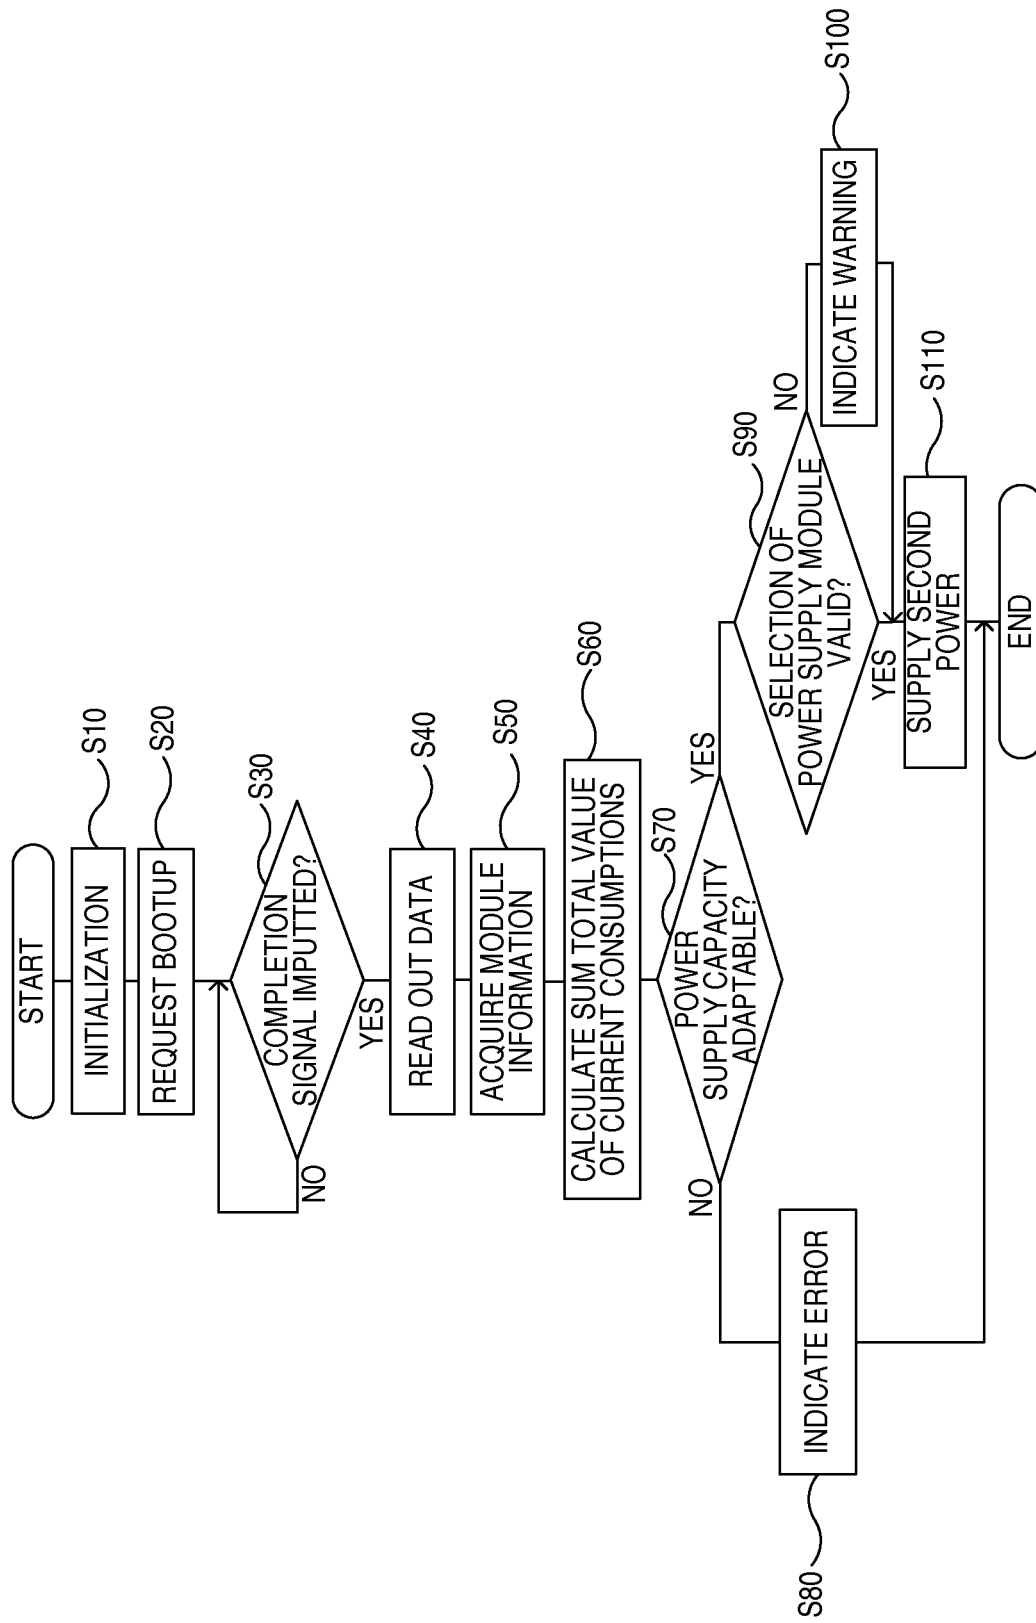 START
INITIALIZATION
S10
REQUEST BOOTUP
S20
COMPLETION
SIGNAL IMPUTTED?
S30
NO
YES
READ OUT DATA
S40
ACQUIRE MODULE
INFORMATION
S50
CALCULATE SUM TOTAL VALUE
OF CURRENT CONSUMPTIONS
S60
POWER
SUPPLY CAPACITY
ADAPTABLE?
S70
NO
YES
INDICATE ERROR
S80
SELECTION OF
POWER SUPPLY MODULE
VALID?
S90
NO
YES
INDICATE WARNING
S100
SUPPLY SECOND
POWER
S110
END